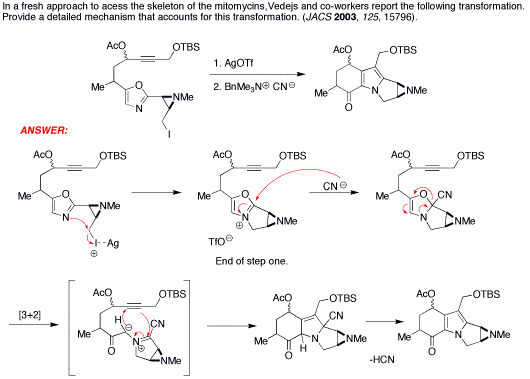 In a fresh approach to acess the skeleton of the mitomycins,Vedejs and co-workers report the following transformation.
Provide a detailed mechanism that accounts for this transformation. (JACS 2003, 125, 15796).
AcO
OTBS
Me
O
N
NMe
I
1. AgOTf
2. BnMe3N⊕ CN⊖
AcO
OTBS
Me
O
N
NMe
ANSWER:
AcO
OTBS
Me
O
N
NMe
I--Ag
⊕
AcO
OTBS
Me
O
N
⊕
NMe
TfO⊖
End of step one.
CN⊖
AcO
OTBS
Me
O
CN
N
NMe
[3+2]
AcO
OTBS
H
⊖
CN
Me
O
N
⊕
NMe
AcO
OTBS
CN
Me
N
NMe
O
H
-HCN
AcO
OTBS
Me
N
NMe
O